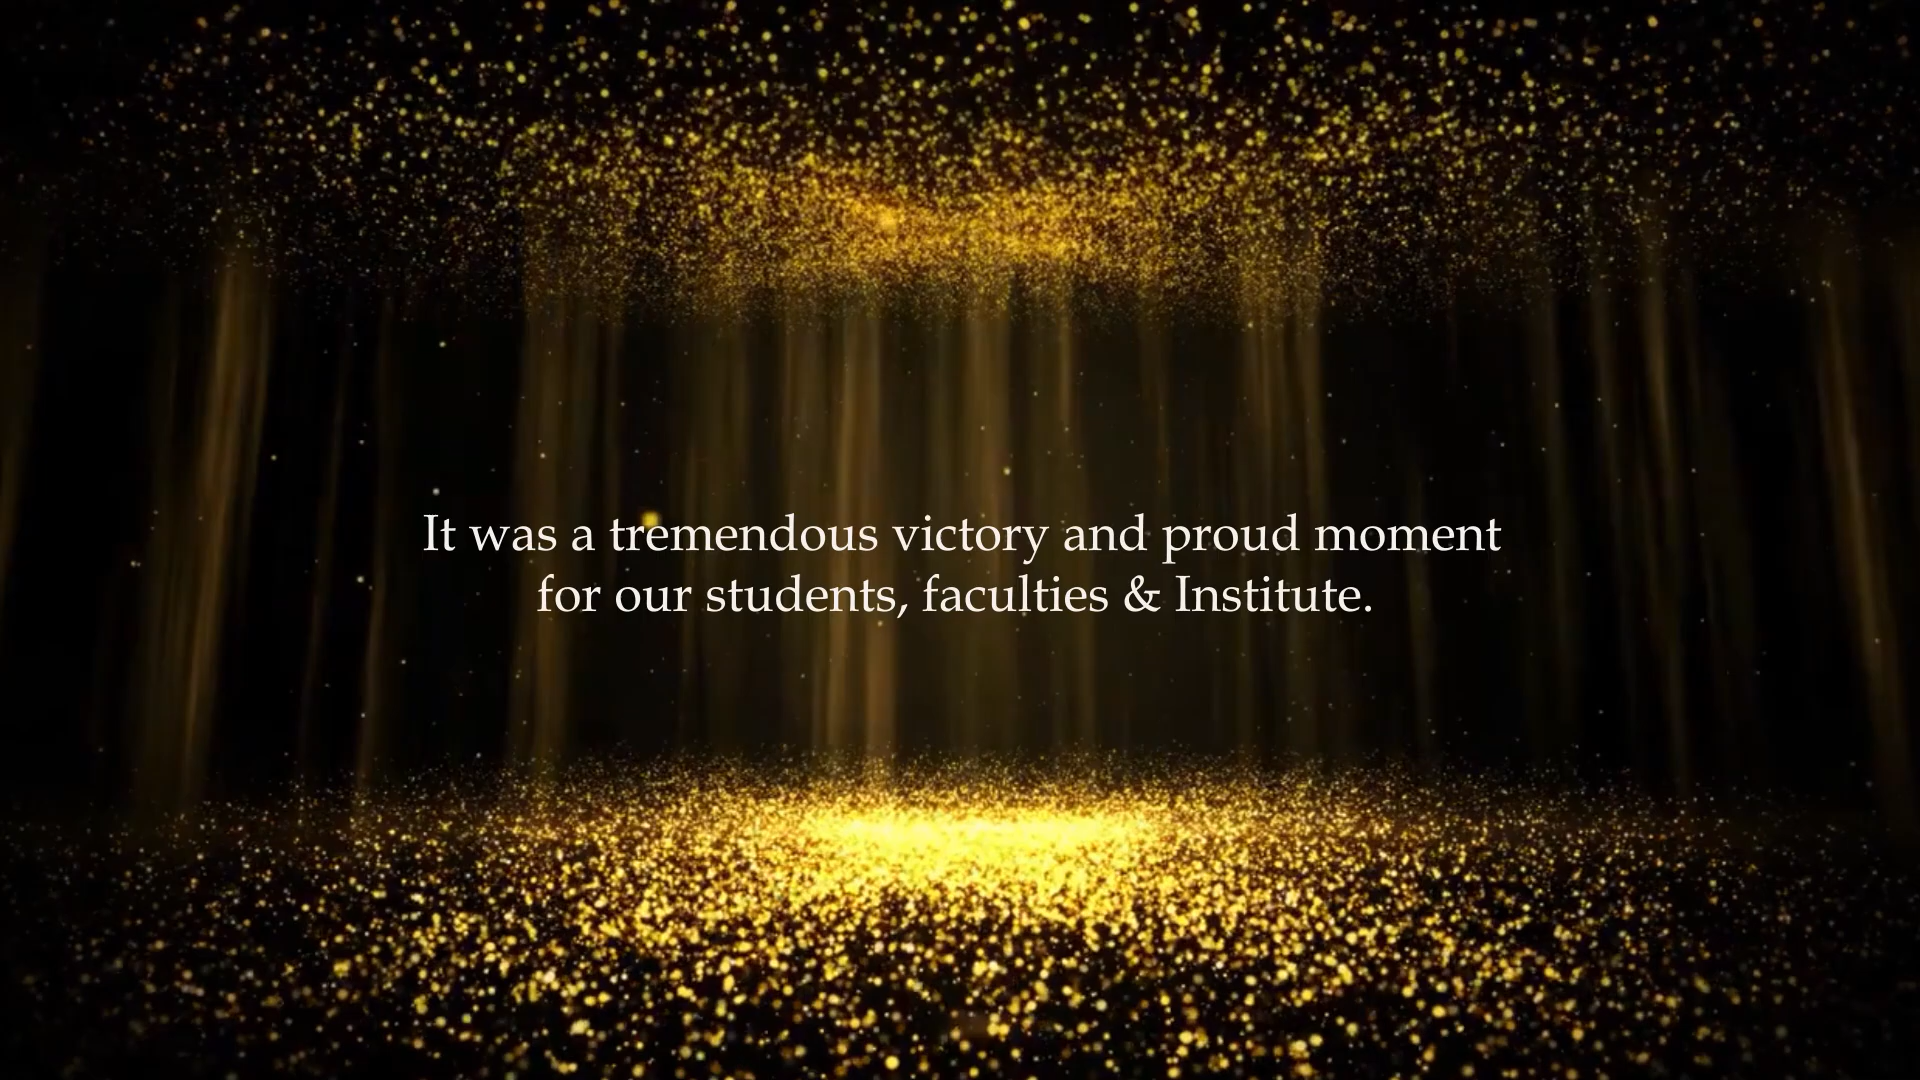 It was a tremendous victory and proud moment
for our students, faculties & Institute.